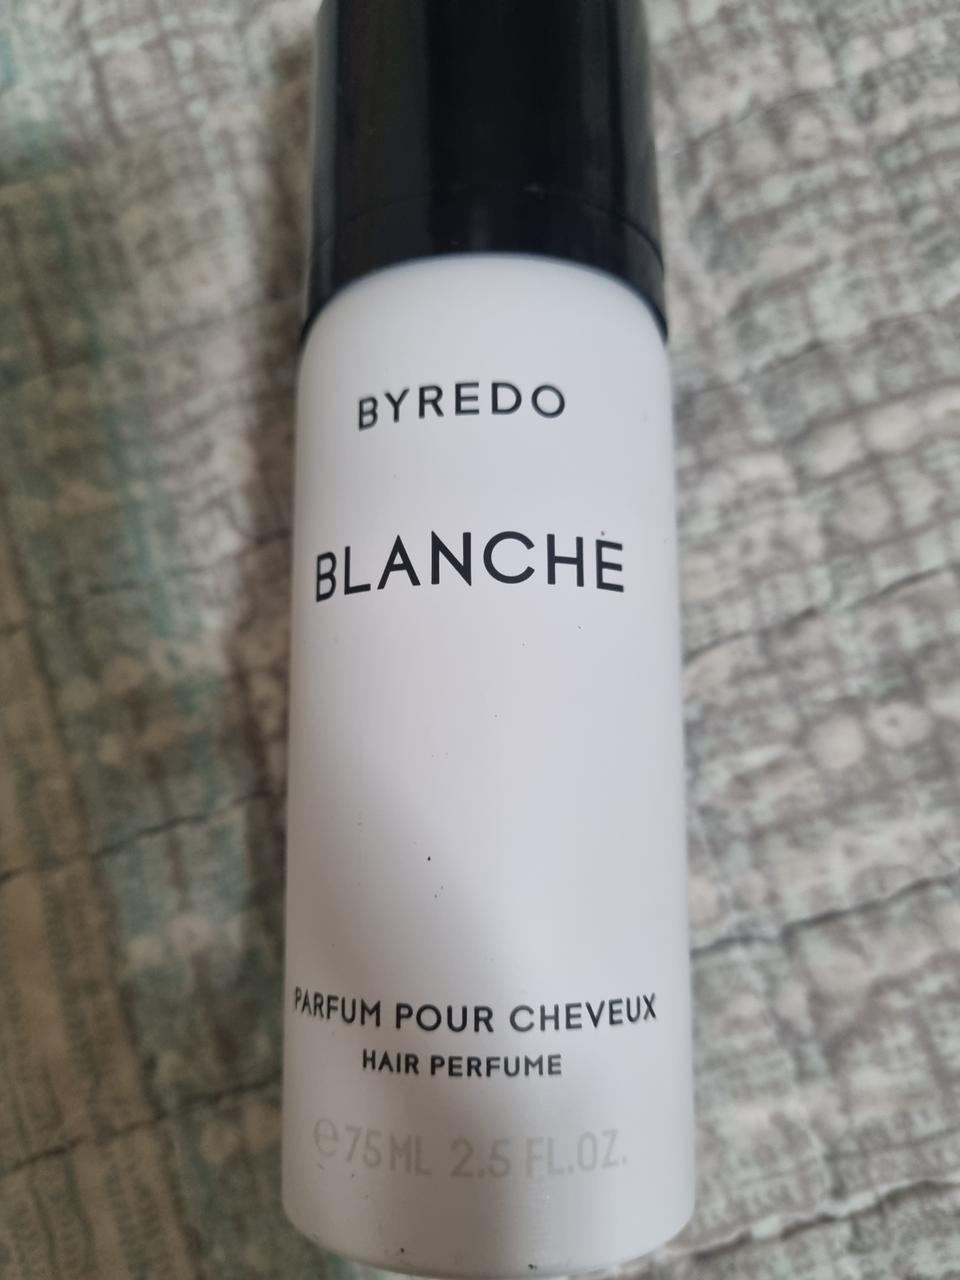 BYREDO
BLANCHE
PARFUM POUR CHEVEUX
HAIR PERFUME
℮75ML 2.5 FL.OZ.